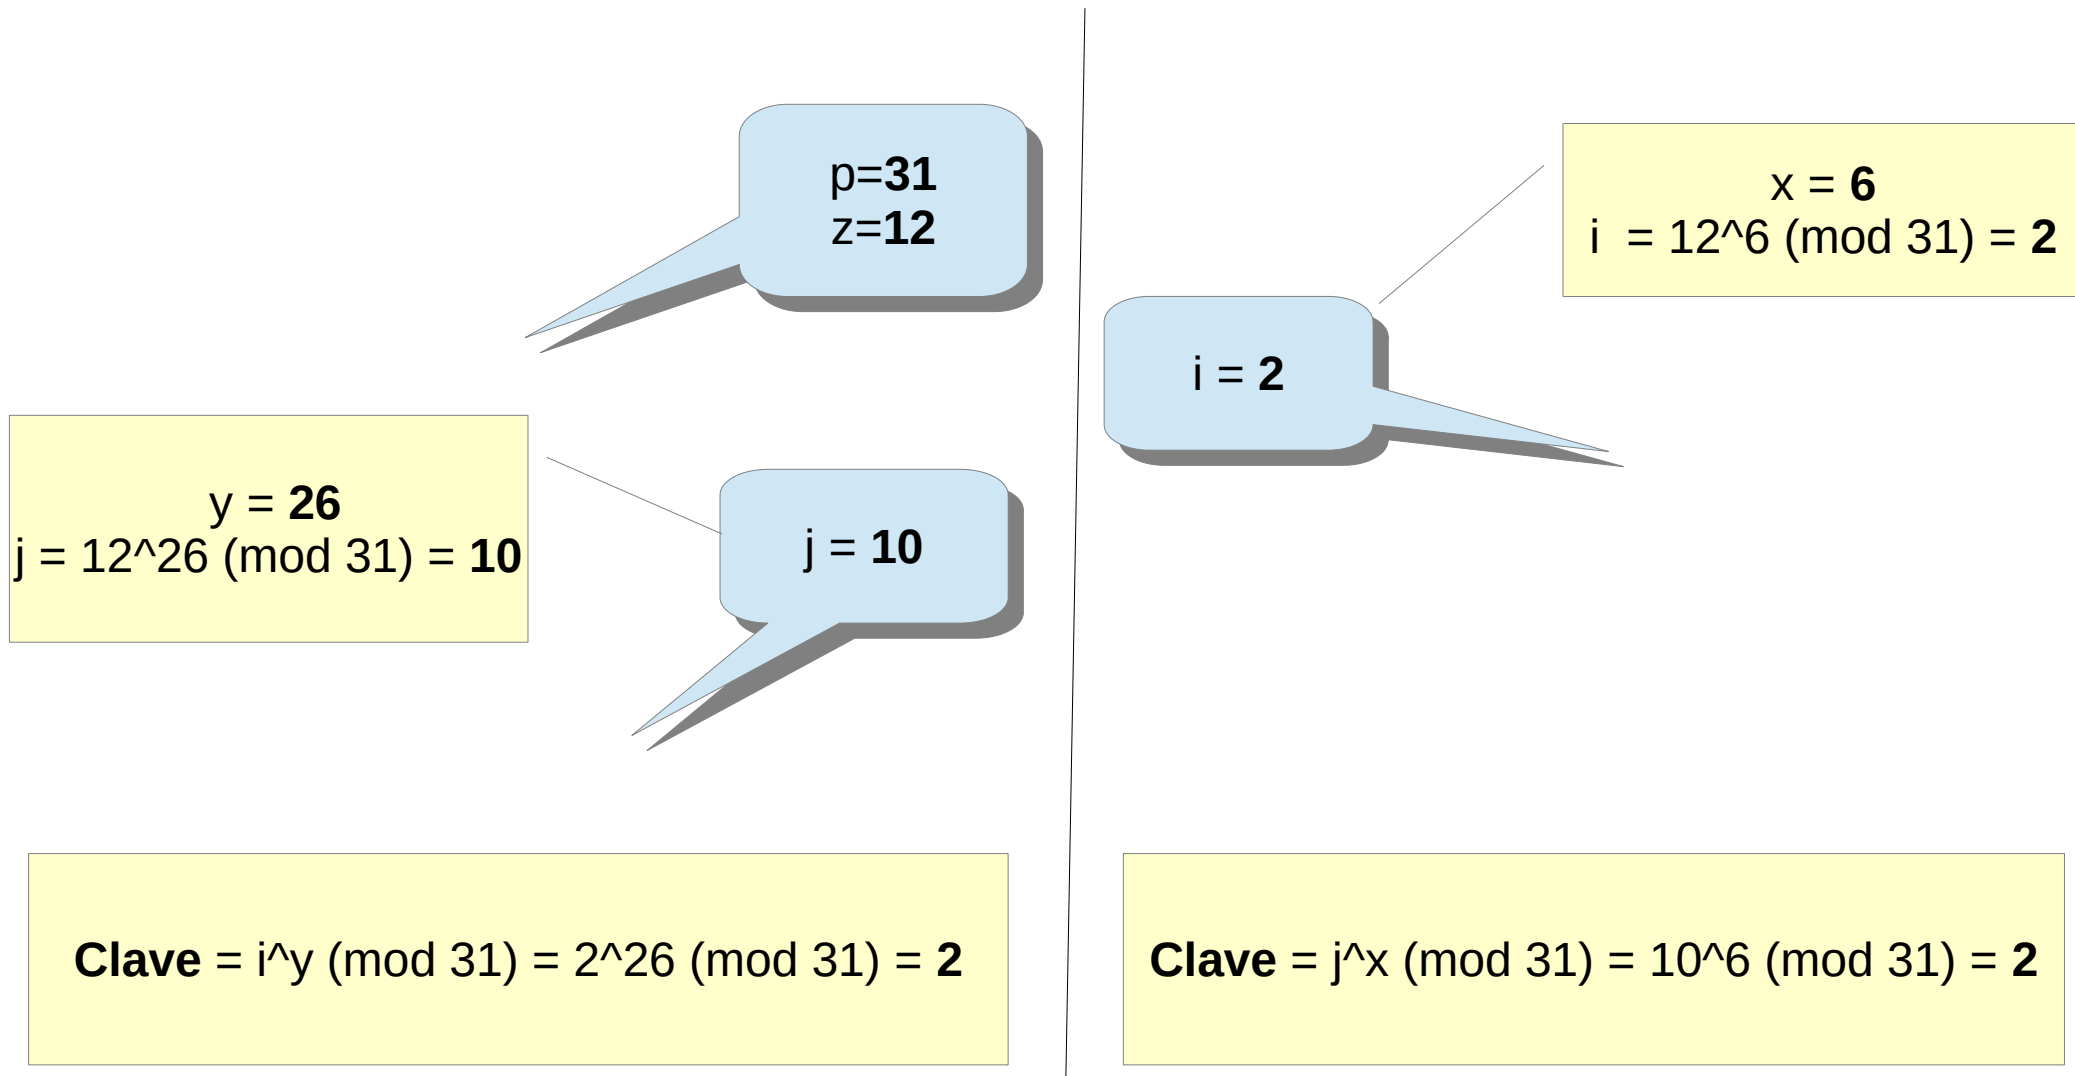 p=31
z=12
x = 6
i  = 12^6 (mod 31) = 2
i = 2
y = 26
j = 12^26 (mod 31) = 10
j = 10
Clave = i^y (mod 31) = 2^26 (mod 31) = 2
Clave = j^x (mod 31) = 10^6 (mod 31) = 2